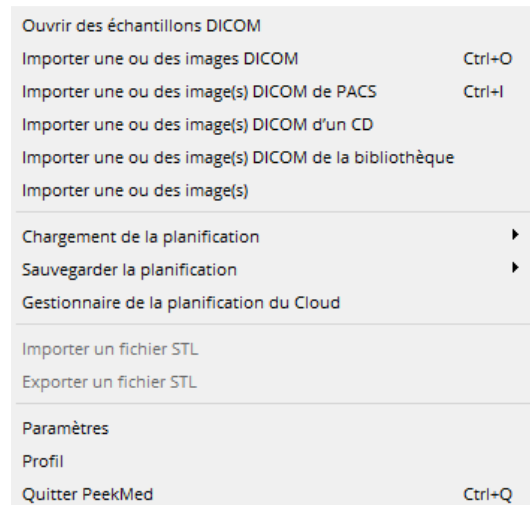 Ouvrir des échantillons DICOM
Importer une ou des images DICOM Ctrl+O
Importer une ou des image(s) DICOM de PACS Ctrl+I
Importer une ou des image(s) DICOM d'un CD
Importer une ou des image(s) DICOM de la bibliothèque
Importer une ou des image(s)
Chargement de la planification
Sauvegarder la planification
Gestionnaire de la planification du Cloud
Importer un fichier STL
Exporter un fichier STL
Paramètres
Profil
Quitter PeekMed Ctrl+Q